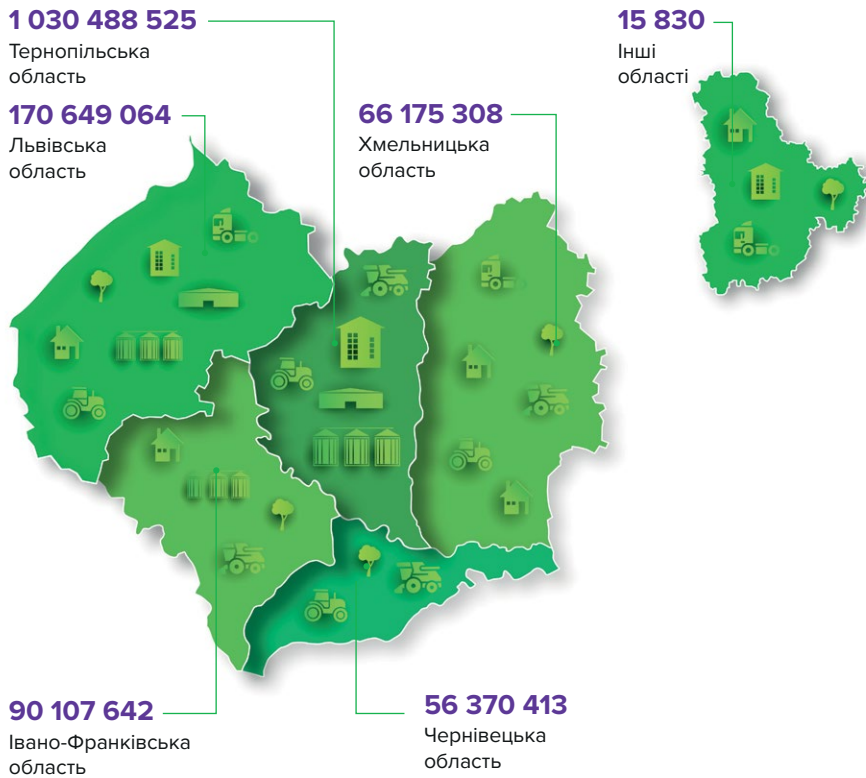 1 030 488 525
Тернопільська
область
170 649 064
Львівська
область
66 175 308
Хмельницька
область
15 830
Інші
області
90 107 642
Івано-Франківська
область
56 370 413
Чернівецька
область